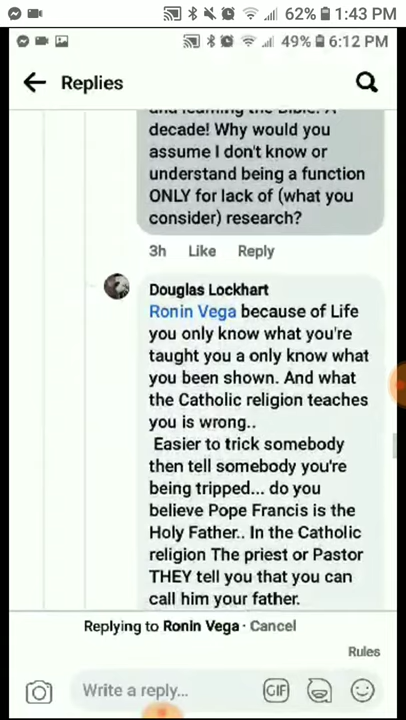 62% 1:43 PM
49% 6:12 PM
Replies
and learning the Bible! A
decade! Why would you
assume I don't know or
understand being a function
ONLY for lack of (what you
consider) research?
3h Like Reply
Douglas Lockhart
Ronin Vega because of Life
you only know what you're
taught you a only know what
you been shown. And what
the Catholic religion teaches
you is wrong..
Easier to trick somebody
then tell somebody you're
being tripped... do you
believe Pope Francis is the
Holy Father.. In the Catholic
religion The priest or Pastor
THEY tell you that you can
call him your father.
Replying to Ronin Vega · Cancel
Rules
Write a reply...
GIF